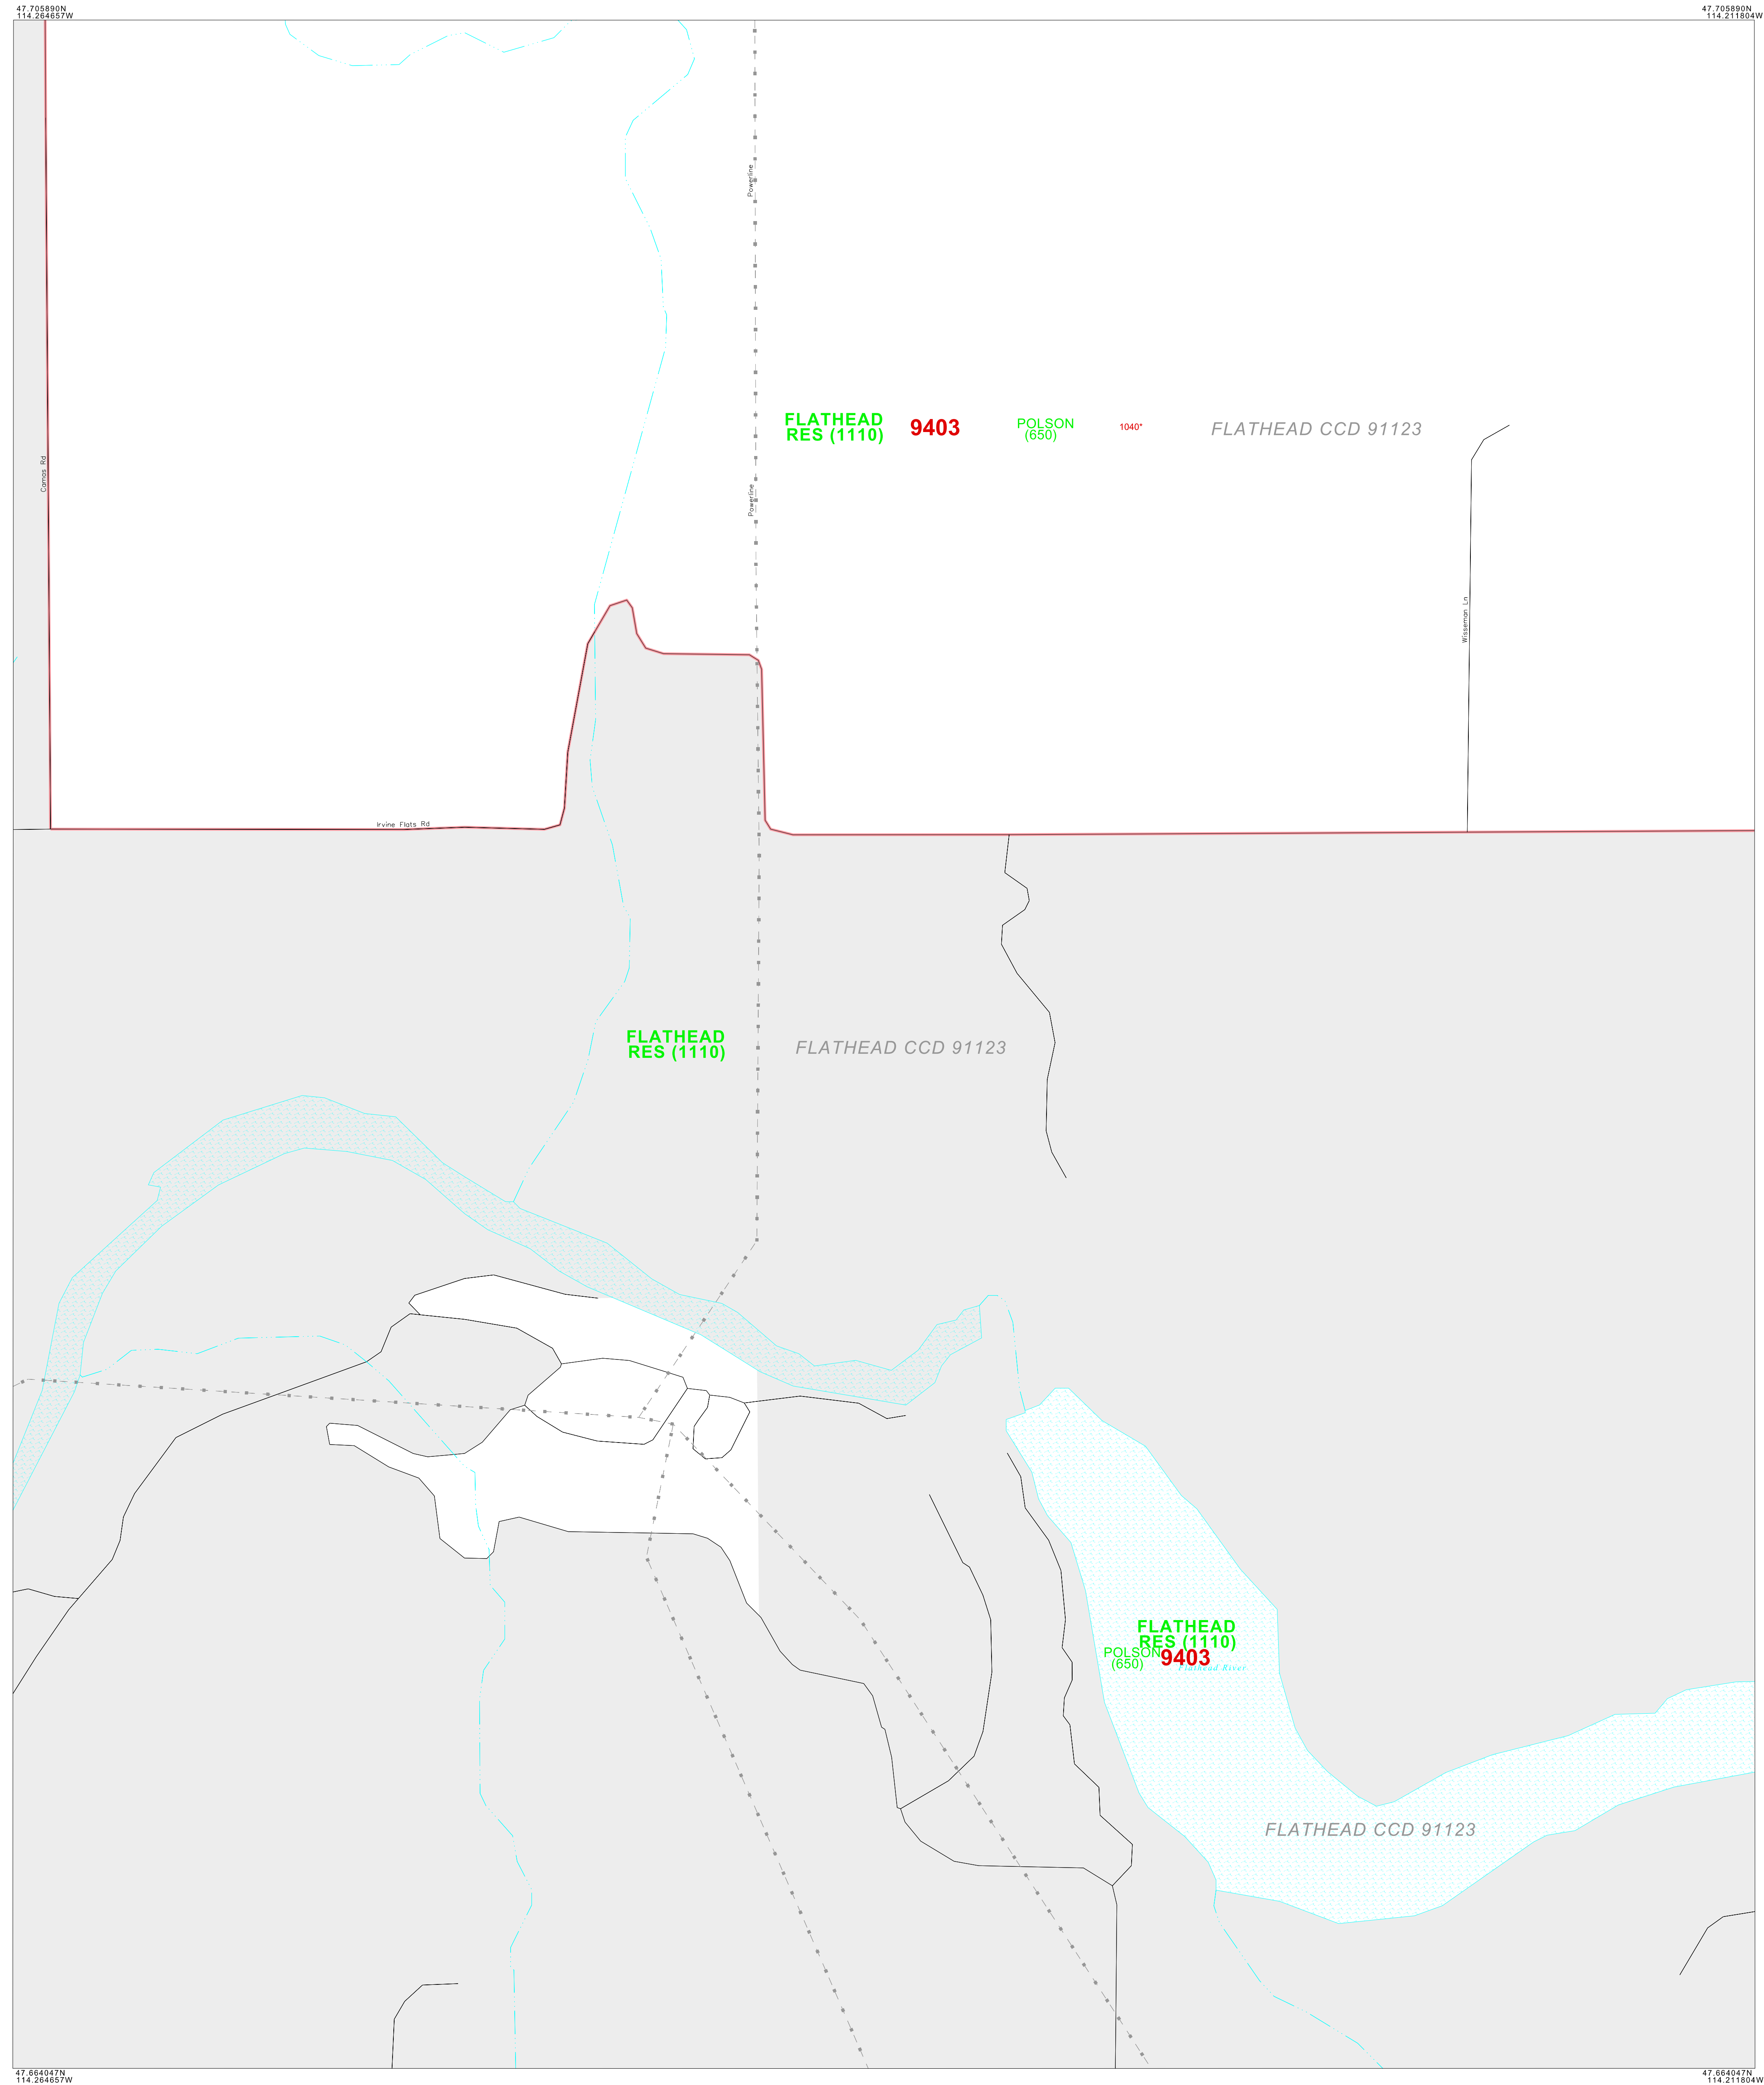 47.705890N
114.264657W
47.705890N
114.211804W
Powerline
FLATHEAD
RES (1110)
9403
POLSON
(650)
1040*
FLATHEAD CCD 91123
Camas Rd
Powerline
Wisseman Ln
Irvine Flats Rd
FLATHEAD
RES (1110)
FLATHEAD CCD 91123
FLATHEAD
RES (1110)
POLSON
(650)
9403
Flathead River
FLATHEAD CCD 91123
47.664047N
114.264657W
47.664047N
114.211804W